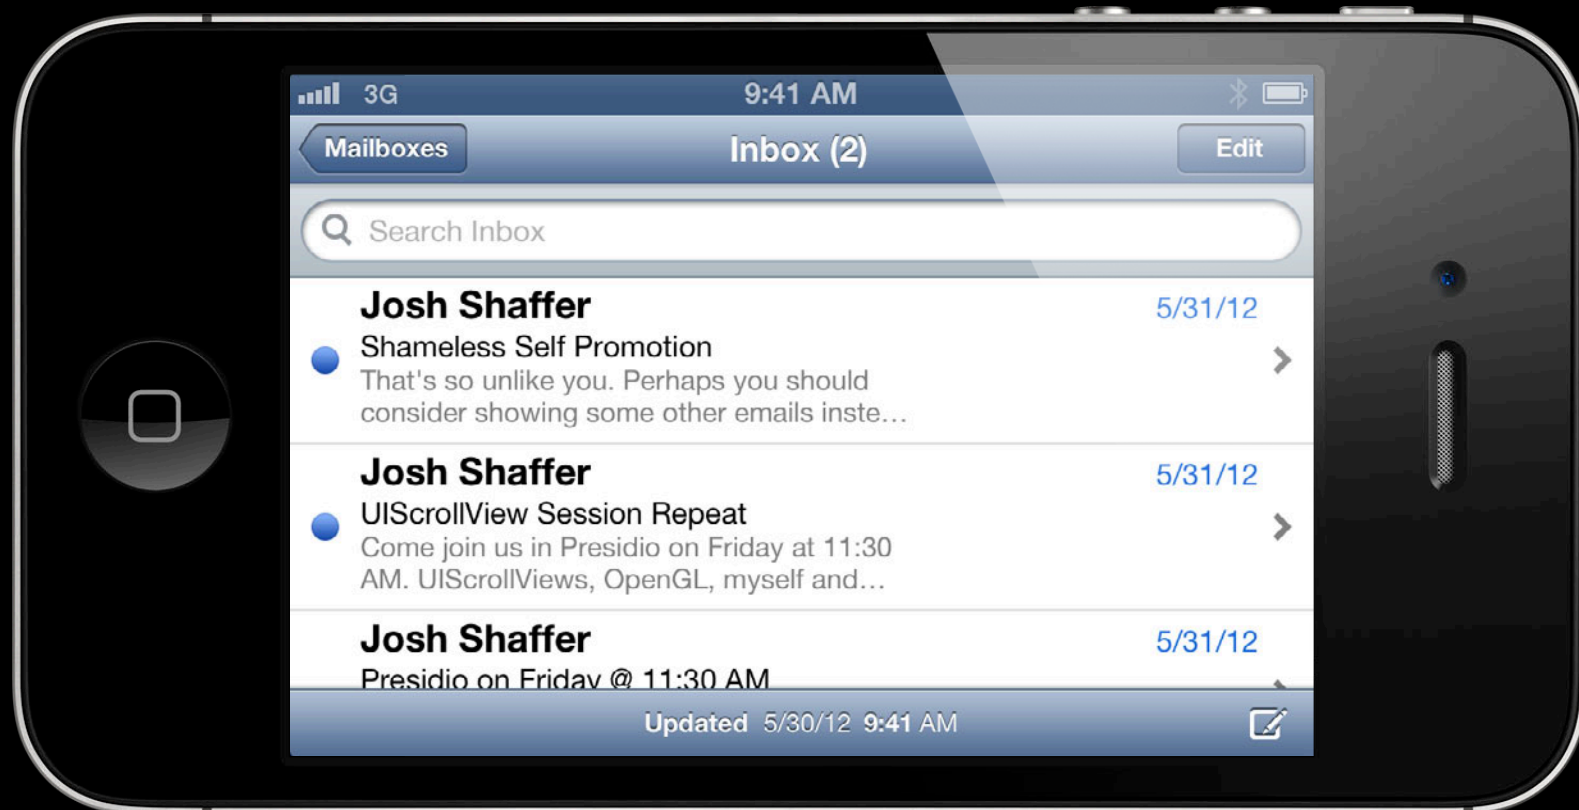 3G
9:41 AM
Mailboxes
Inbox (2)
Edit
Search Inbox
Josh Shaffer
5/31/12
Shameless Self Promotion
That's so unlike you. Perhaps you should
consider showing some other emails inste...
Josh Shaffer
5/31/12
UIScrollView Session Repeat
Come join us in Presidio on Friday at 11:30
AM. UIScrollViews, OpenGL, myself and...
Josh Shaffer
5/31/12
Presidio on Friday @ 11:30 AM
Updated 5/30/12 9:41 AM